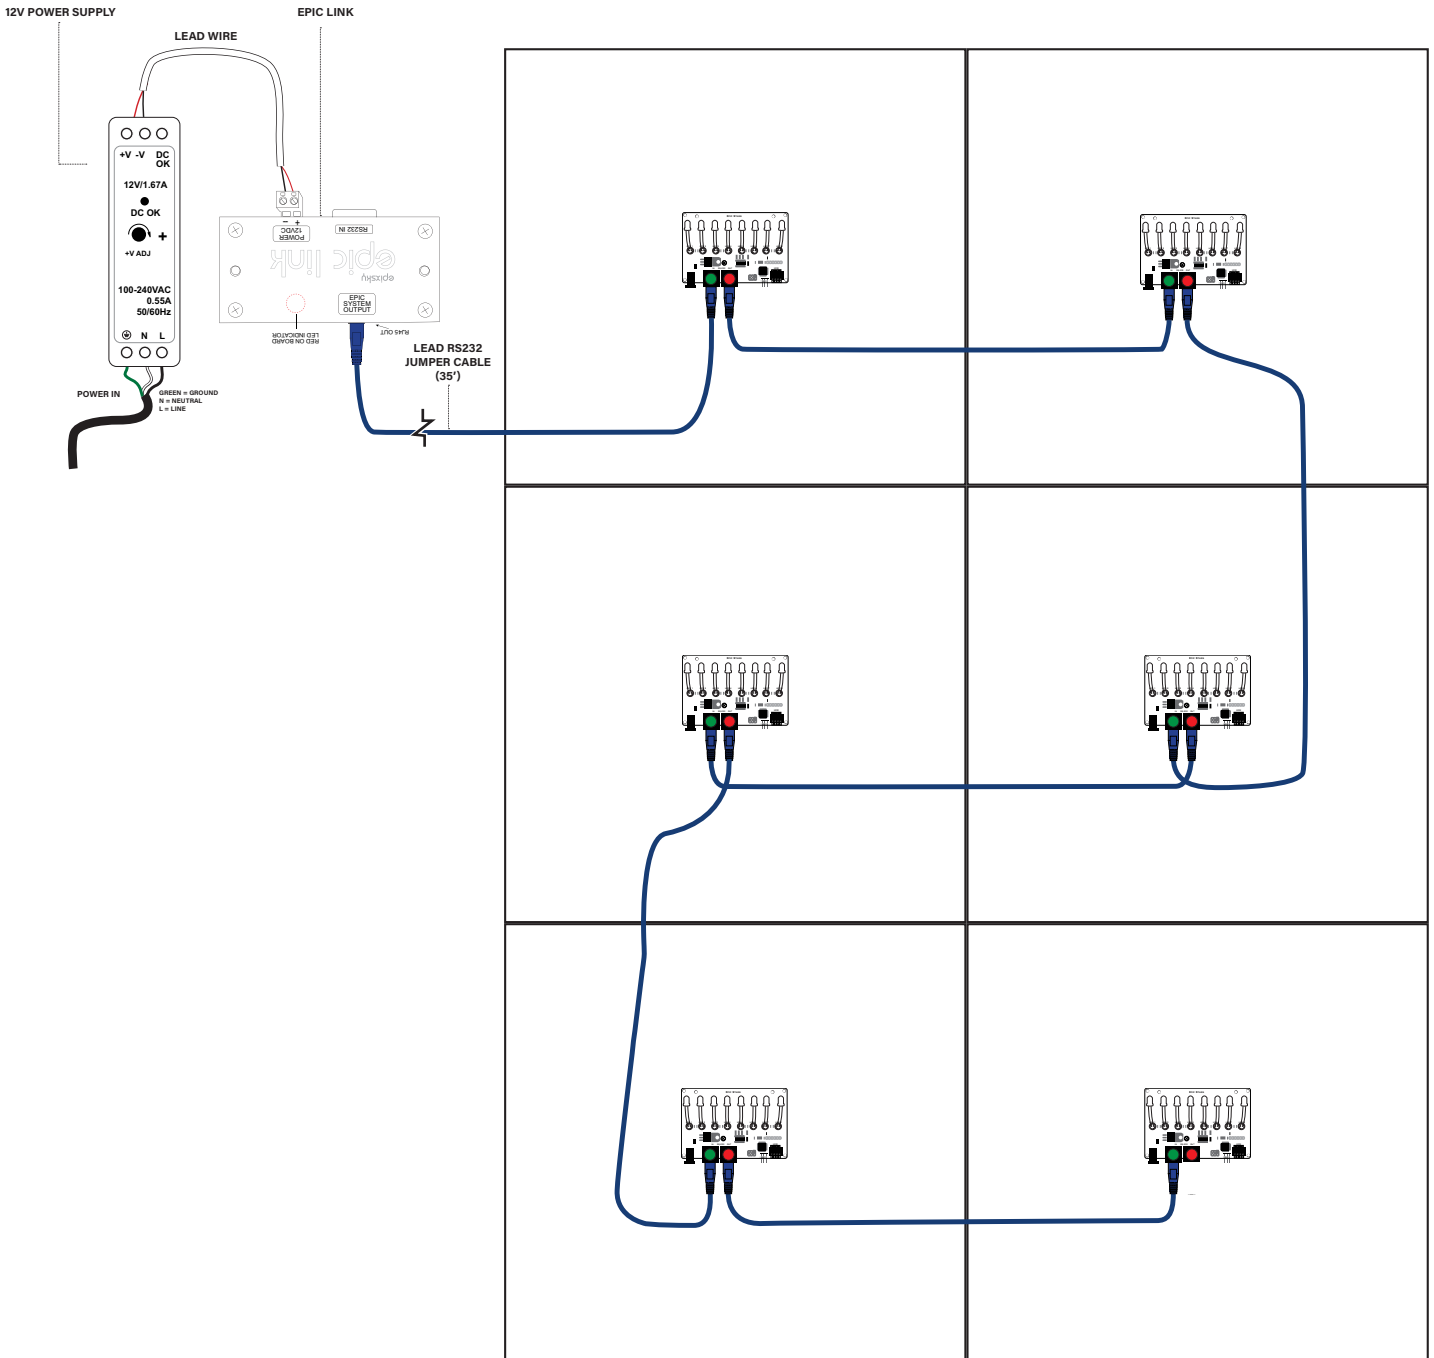 12V POWER SUPPLY
EPIC LINK
LEAD WIRE
+V -V DC
OK
12V/1.67A
DC OK
+
+V ADJ
100-240VAC
0.55A
50/60Hz
N L
POWER IN
GREEN = GROUND
N = NEUTRAL
L = LINE
- +
POWER
12VDC
RS232 IN
epic link
epixsky
EPIC
SYSTEM
OUTPUT
RED ON BOARD
LED INDICATOR
RJ45 OUT
LEAD RS232
JUMPER CABLE
(35')